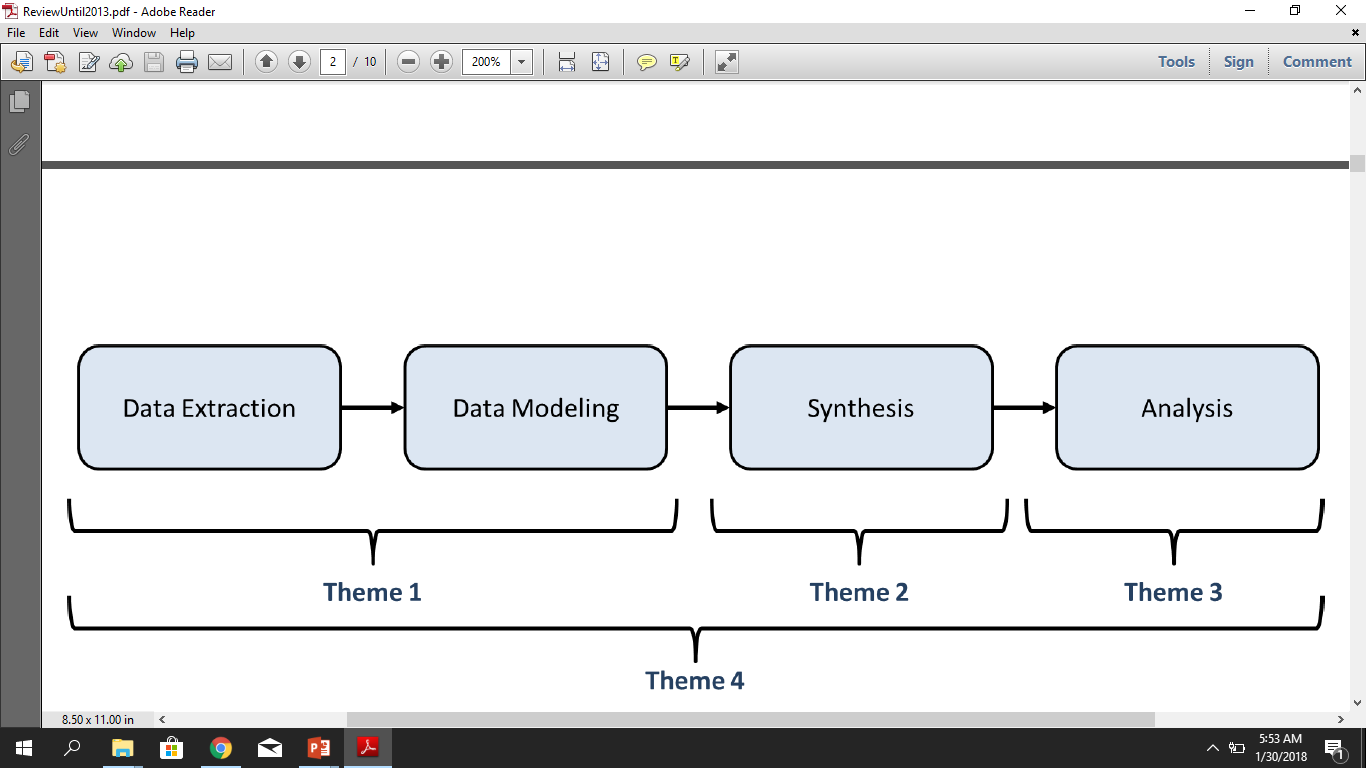 ReviewUntil2013.pdf - Adobe Reader
File Edit View Window Help
2 / 10 200% Tools Sign Comment
Data Extraction Data Modeling Synthesis Analysis
Theme 1 Theme 2 Theme 3
Theme 4
8.50 x 11.00 in
5:53 AM
1/30/2018 1